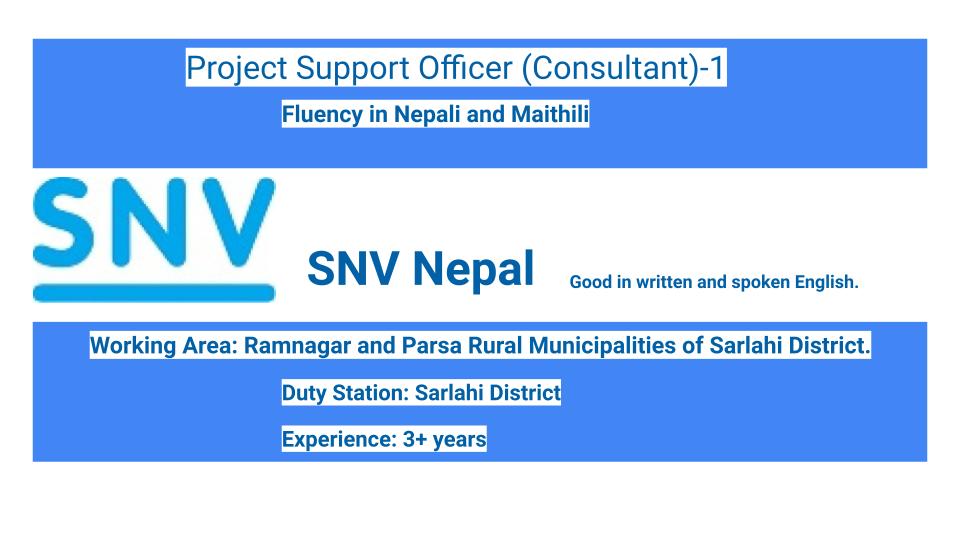 Project Support Officer (Consultant)-1
Fluency in Nepali and Maithili
SNV
SNV Nepal
Good in written and spoken English.
Working Area: Ramnagar and Parsa Rural Municipalities of Sarlahi District.
Duty Station: Sarlahi District
Experience: 3+ years